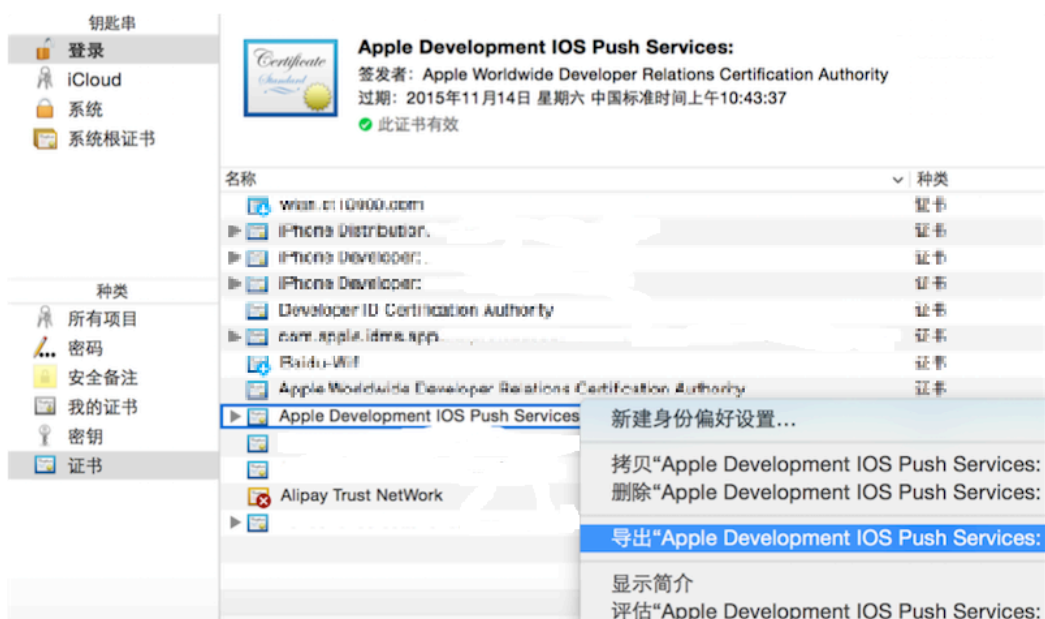 钥匙串
登录
iCloud
系统
系统根证书
种类
所有项目
密码
安全备注
我的证书
密钥
证书
Certificate
Standard
Apple Development IOS Push Services:
签发者：Apple Worldwide Developer Relations Certification Authority
过期：2015年11月14日 星期六 中国标准时间上午10:43:37
此证书有效
名称 种类
证书
iPhone Distribution. 证书
iPhone Developer: 证书
iPhone Developer: 证书
Developer ID Certification Authority 证书
com.apple.idms.app. 证书
Baidu-Wifi 证书
Apple Worldwide Developer Relations Certification Authority 证书
Apple Development IOS Push Services
Alipay Trust NetWork
新建身份偏好设置...
拷贝“Apple Development IOS Push Services:
删除“Apple Development IOS Push Services:
导出“Apple Development IOS Push Services:
显示简介
评估“Apple Development IOS Push Services: